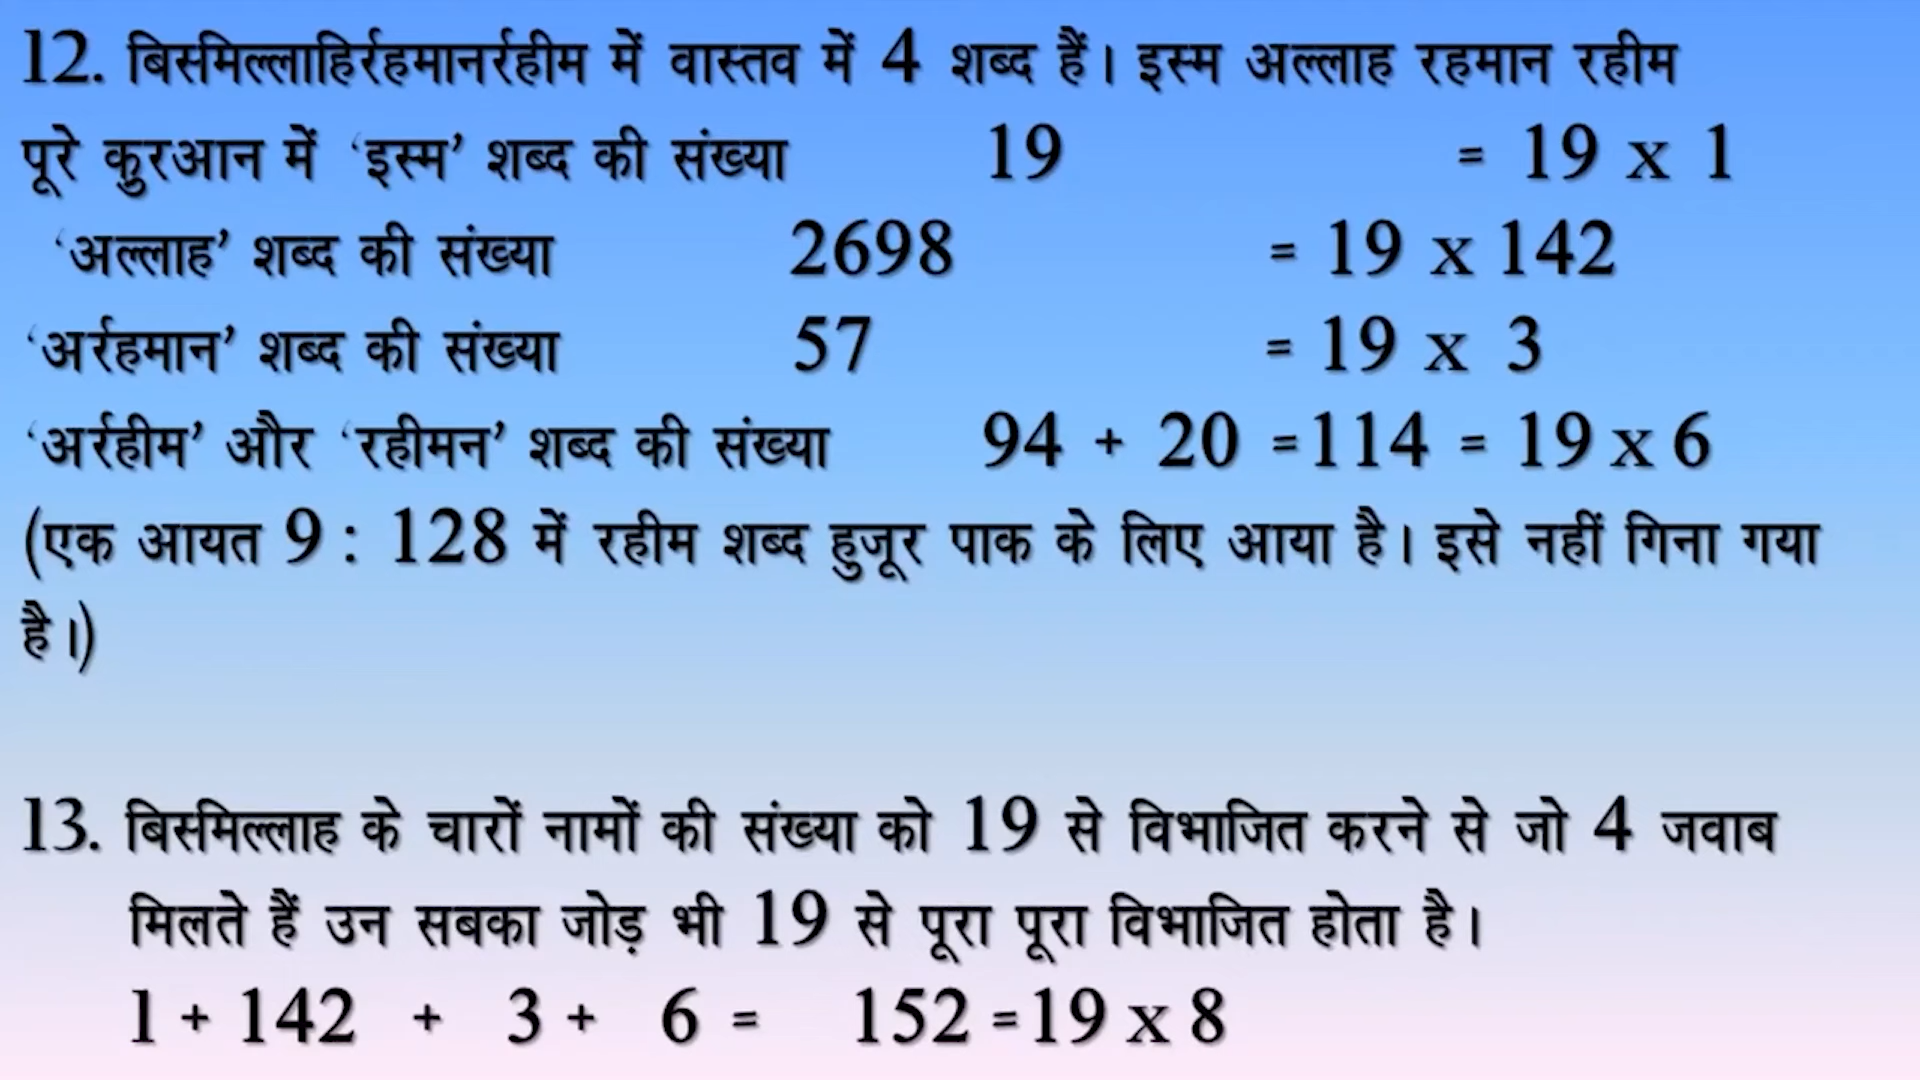 12. बिस्मिल्लाहिर्रहमानर्रहीम में वास्तव में 4 शब्द हैं। इस्म अल्लाह रहमान रहीम
पूरे क़ुरआन में ‘इस्म’ शब्द की संख्या 19 = 19 x 1
‘अल्लाह’ शब्द की संख्या 2698 = 19 x 142
‘अर्रहमान’ शब्द की संख्या 57 = 19 x 3
‘अर्रहीम’ और ‘रहीमन’ शब्द की संख्या 94 + 20 =114 = 19 x 6
(एक आयत 9 : 128 में रहीम शब्द हुजूर पाक के लिए आया है। इसे नहीं गिना गया
है।)
13. बिस्मिल्लाह के चारों नामों की संख्या को 19 से विभाजित करने से जो 4 जवाब
मिलते हैं उन सबका जोड़ भी 19 से पूरा पूरा विभाजित होता है।
1 + 142 + 3 + 6 = 152 =19 x 8